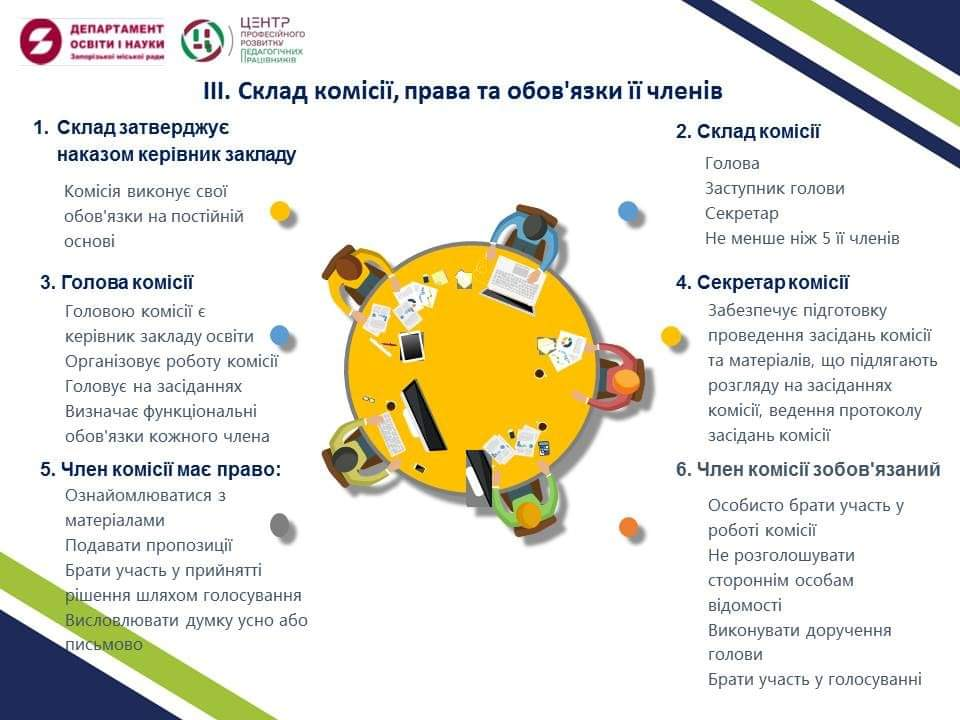 ДЕПАРТАМЕНТ
ОСВІТИ І НАУКИ
Запорізької міської ради
ЦЕНТР
ПРОФЕСІЙНОГО
РОЗВИТКУ
ПЕДАГОГІЧНИХ
ПРАЦІВНИКІВ
III. Склад комісії, права та обов'язки її членів
1. Склад затверджує
наказом керівник закладу
Комісія виконує свої
обов'язки на постійній
основі
2. Склад комісії
Голова
Заступник голови
Секретар
Не менше ніж 5 її членів
3. Голова комісії
Головою комісії є
керівник закладу освіти
Організовує роботу комісії
Головує на засіданнях
Визначає функціональні
обов'язки кожного члена
4. Секретар комісії
Забезпечує підготовку
проведення засідань комісії
та матеріалів, що підлягають
розгляду на засіданнях
комісії, ведення протоколу
засідань комісії
5. Член комісії має право:
Ознайомлюватися з
матеріалами
Подавати пропозиції
Брати участь у прийнятті
рішення шляхом голосування
Висловлювати думку усно або
письмово
6. Член комісії зобов'язаний
Особисто брати участь у
роботі комісії
Не розголошувати
стороннім особам
відомості
Виконувати доручення
голови
Брати участь у голосуванні